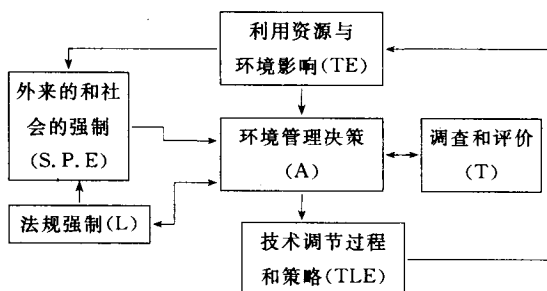 利用资源与
环境影响(TE)
外来的和社
会的强制
(S.P.E)
环境管理决策
(A)
调查和评价
(T)
法规强制(L)
技术调节过程
和策略(TLE)